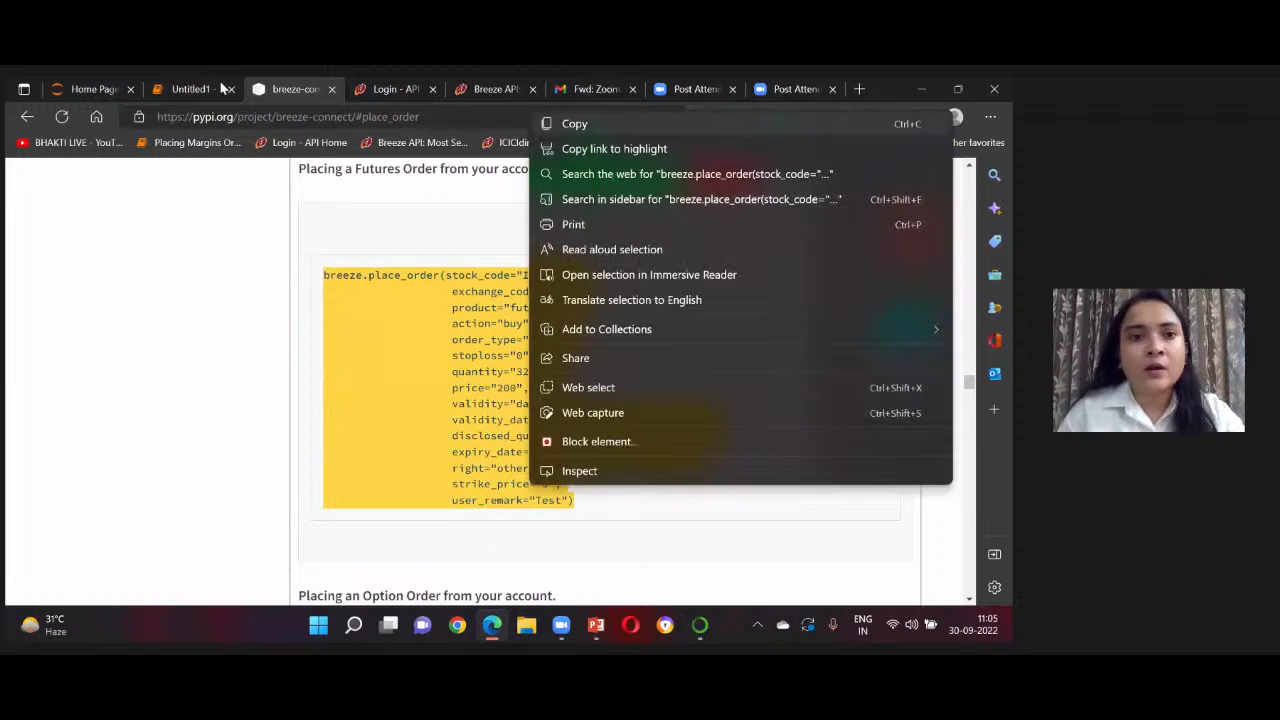 Home Page
Untitled1 -
breeze-con
Login - API
Breeze API:
Fwd: Zoom
Post Attend
Post Attend
https://pypi.org/project/breeze-connect/#place_order
BHAKTI LIVE - YouT...
Placing Margins Or...
Login - API Home
Breeze API: Most Se...
ICICIdin
her favorites
Placing a Futures Order from your acco
breeze.place_order(stock_code="I
exchange_cod
product="fut
action="buy"
order_type="
stoploss="0"
quantity="32
price="200",
validity="da
validity_dat
disclosed_qu
expiry_date=
right="other
strike_price
user_remark="Test")
Copy Ctrl+C
Copy link to highlight
Search the web for "breeze.place_order(stock_code="..."
Search in sidebar for "breeze.place_order(stock_code="..." Ctrl+Shift+E
Print Ctrl+P
Read aloud selection
Open selection in Immersive Reader
Translate selection to English
Add to Collections
Share
Web select Ctrl+Shift+X
Web capture Ctrl+Shift+S
Block element...
Inspect
Placing an Option Order from your account.
31°C
Haze
ENG
IN
11:05
30-09-2022